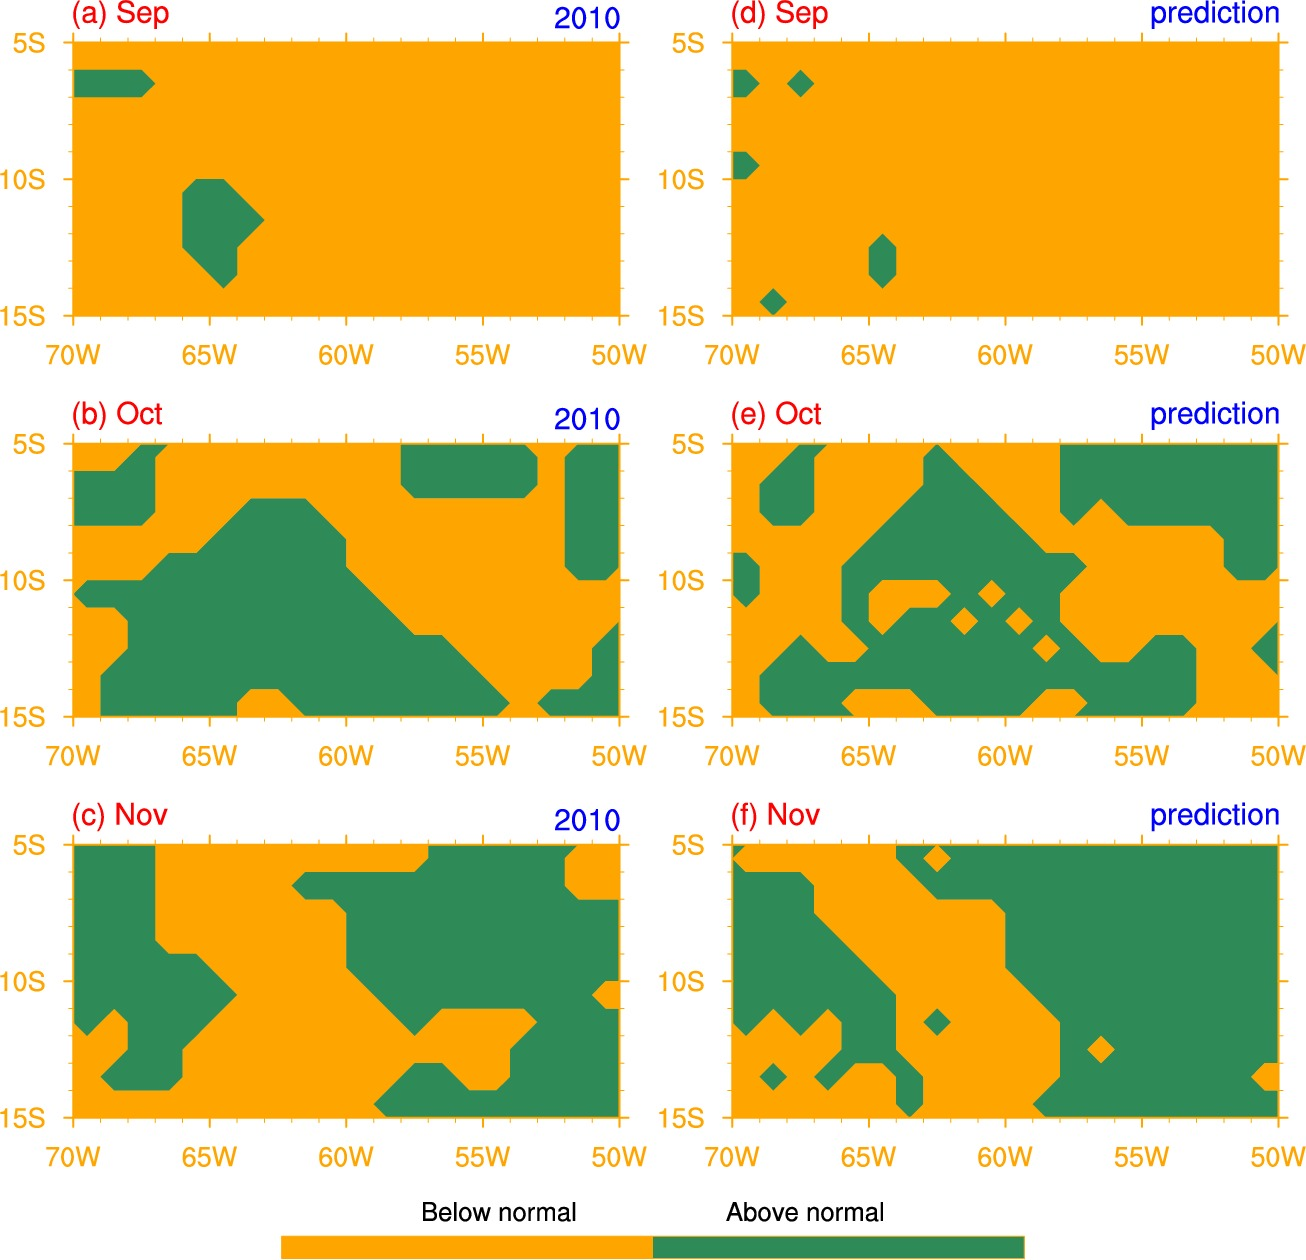 (a) Sep 2010
(d) Sep prediction
5S
10S
15S
70W 65W 60W 55W 50W
5S
10S
15S
70W 65W 60W 55W 50W
(b) Oct 2010
(e) Oct prediction
5S
10S
15S
70W 65W 60W 55W 50W
5S
10S
15S
70W 65W 60W 55W 50W
(c) Nov 2010
(f) Nov prediction
5S
10S
15S
70W 65W 60W 55W 50W
5S
10S
15S
70W 65W 60W 55W 50W
Below normal Above normal